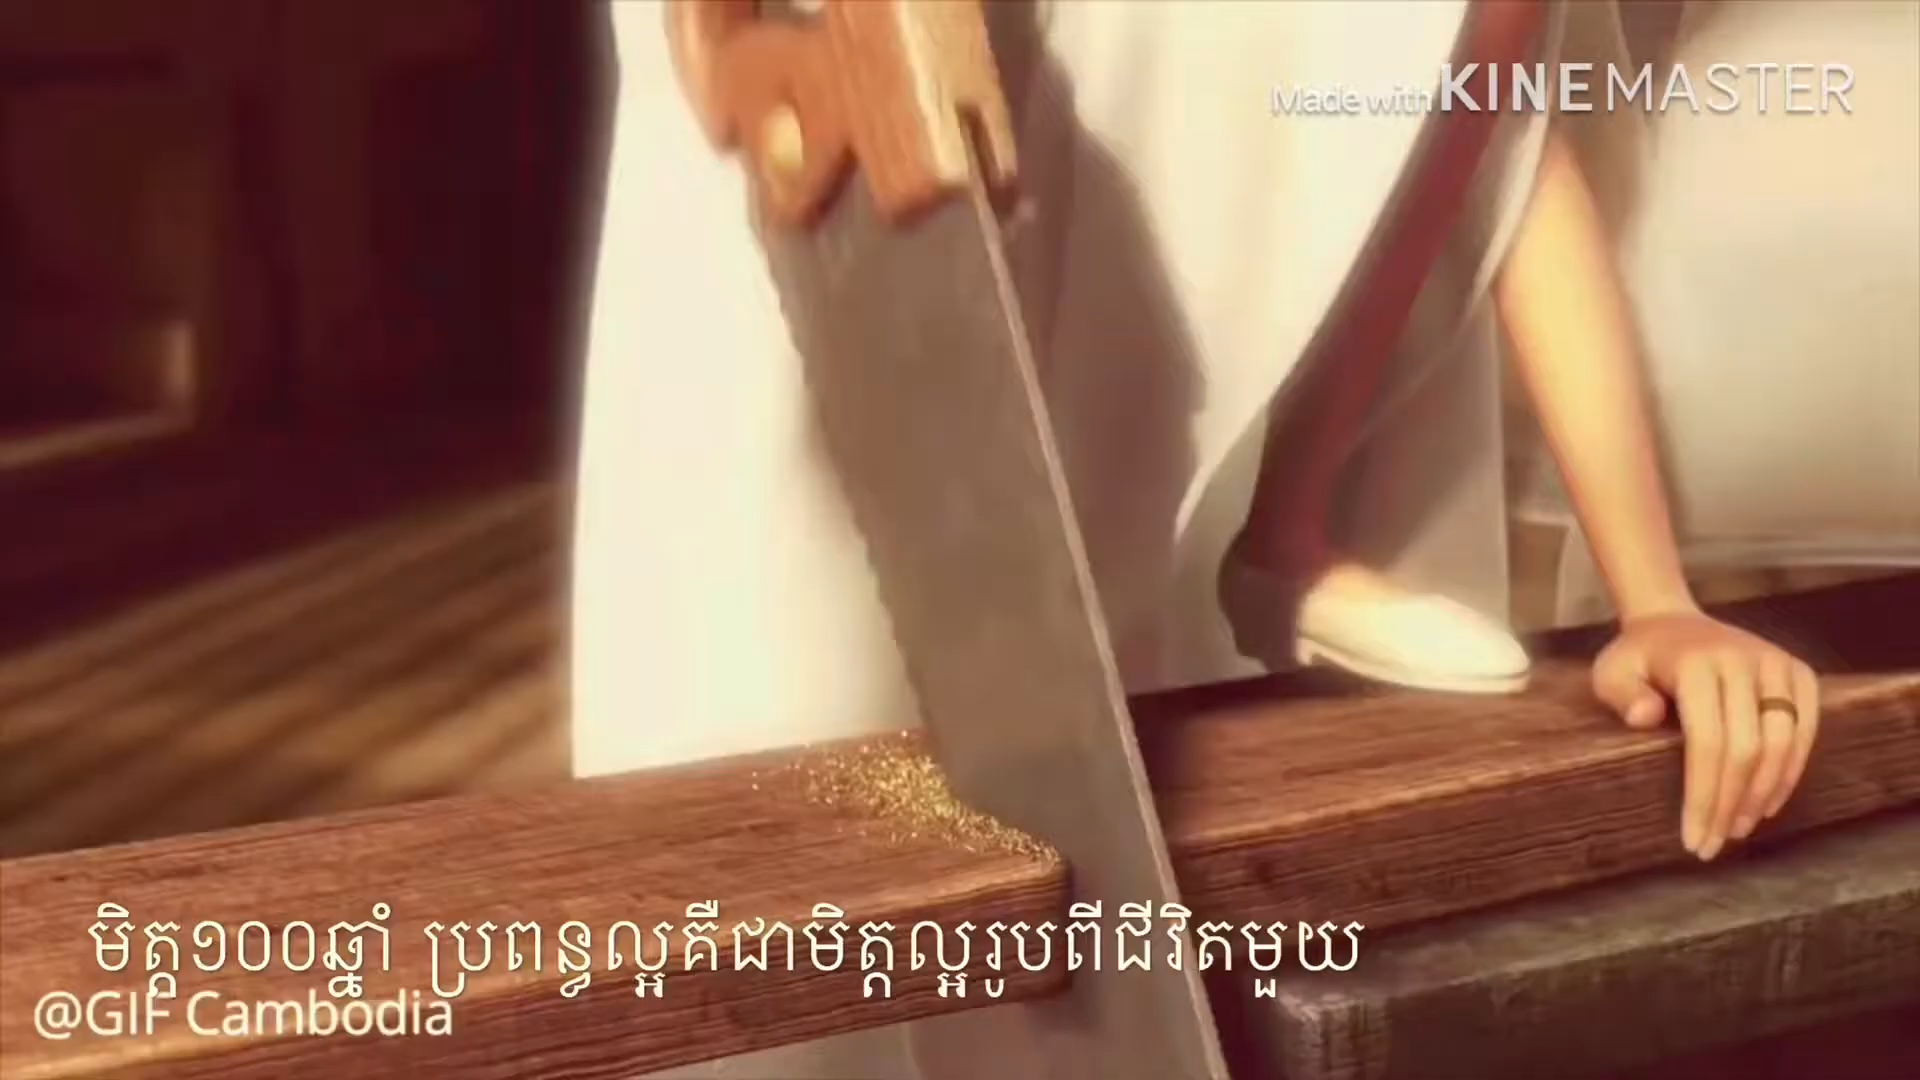 Made with KINEMASTER
មិត្ត១០០ឆ្នាំ ប្រពន្ធល្អគឺជាមិត្តល្អរូបពីជីវិតមួយ
@GIF Cambodia